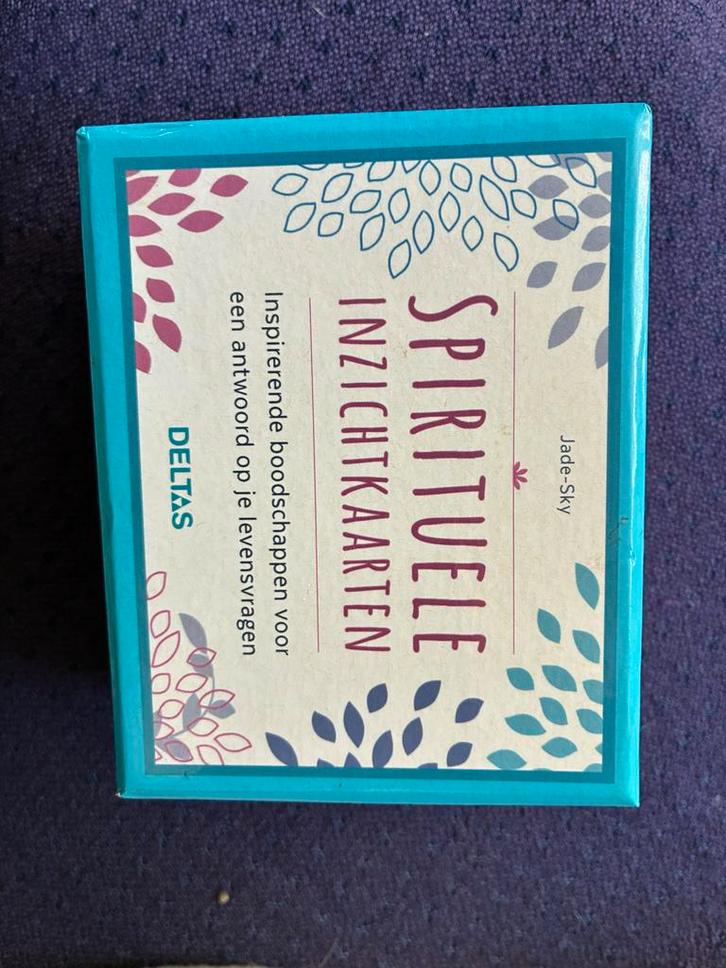 Jade-Sky
SPIRITUELE
INZICHTKAARTEN
Inspirerende boodschappen voor
een antwoord op je levensvragen
DELTAS